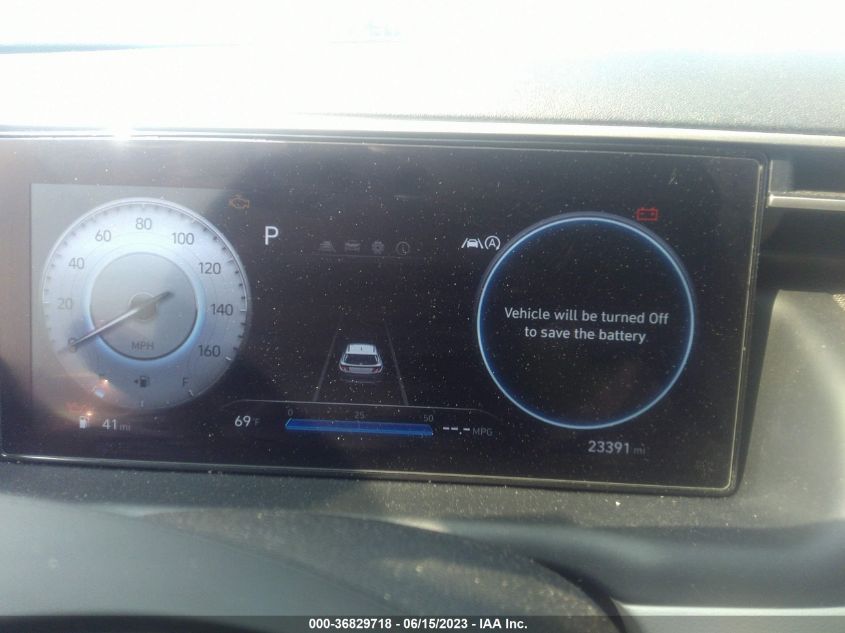 80
60
100
40
120
20
140
0
160
MPH
E
F
P
A
Vehicle will be turned Off
to save the battery
41 mi
69°F
0
25
50
--.- MPG
23391 mi
000-36829718 - 06/15/2023 - IAA Inc.